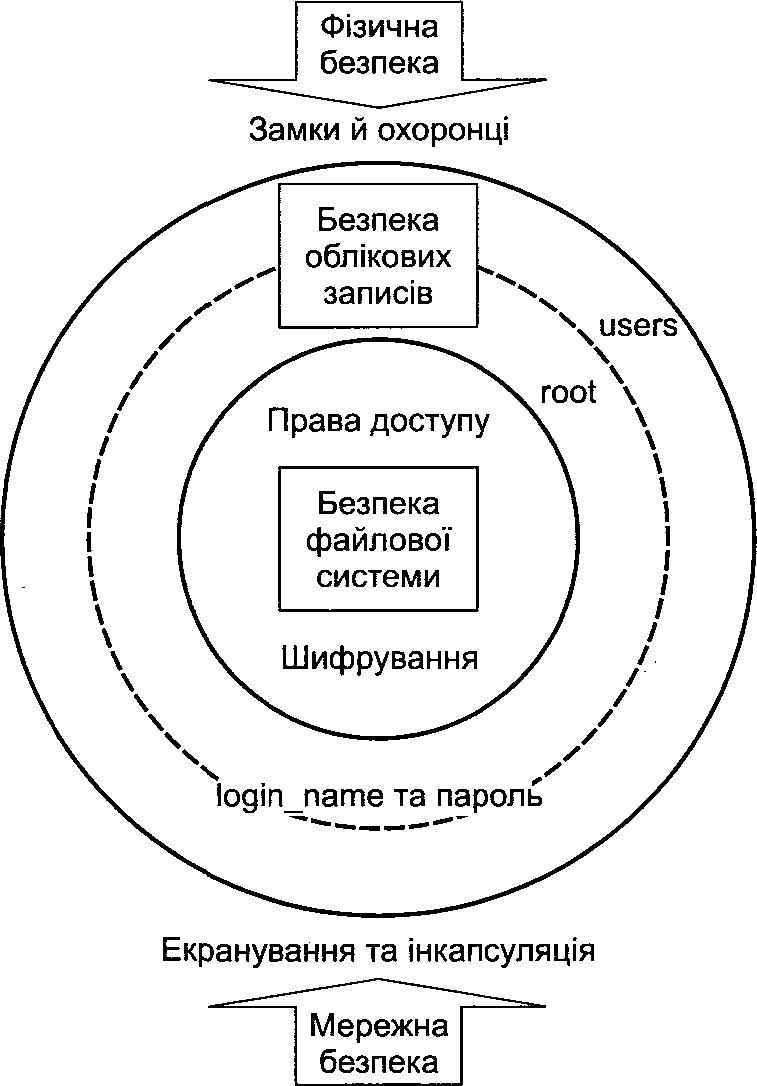 Фізична
безпека
Замки й охоронці
Безпека
облікових
записів
users
root
Права доступу
Безпека
файлової
системи
Шифрування
login_name та пароль
Екранування та інкапсуляція
Мережна
безпека